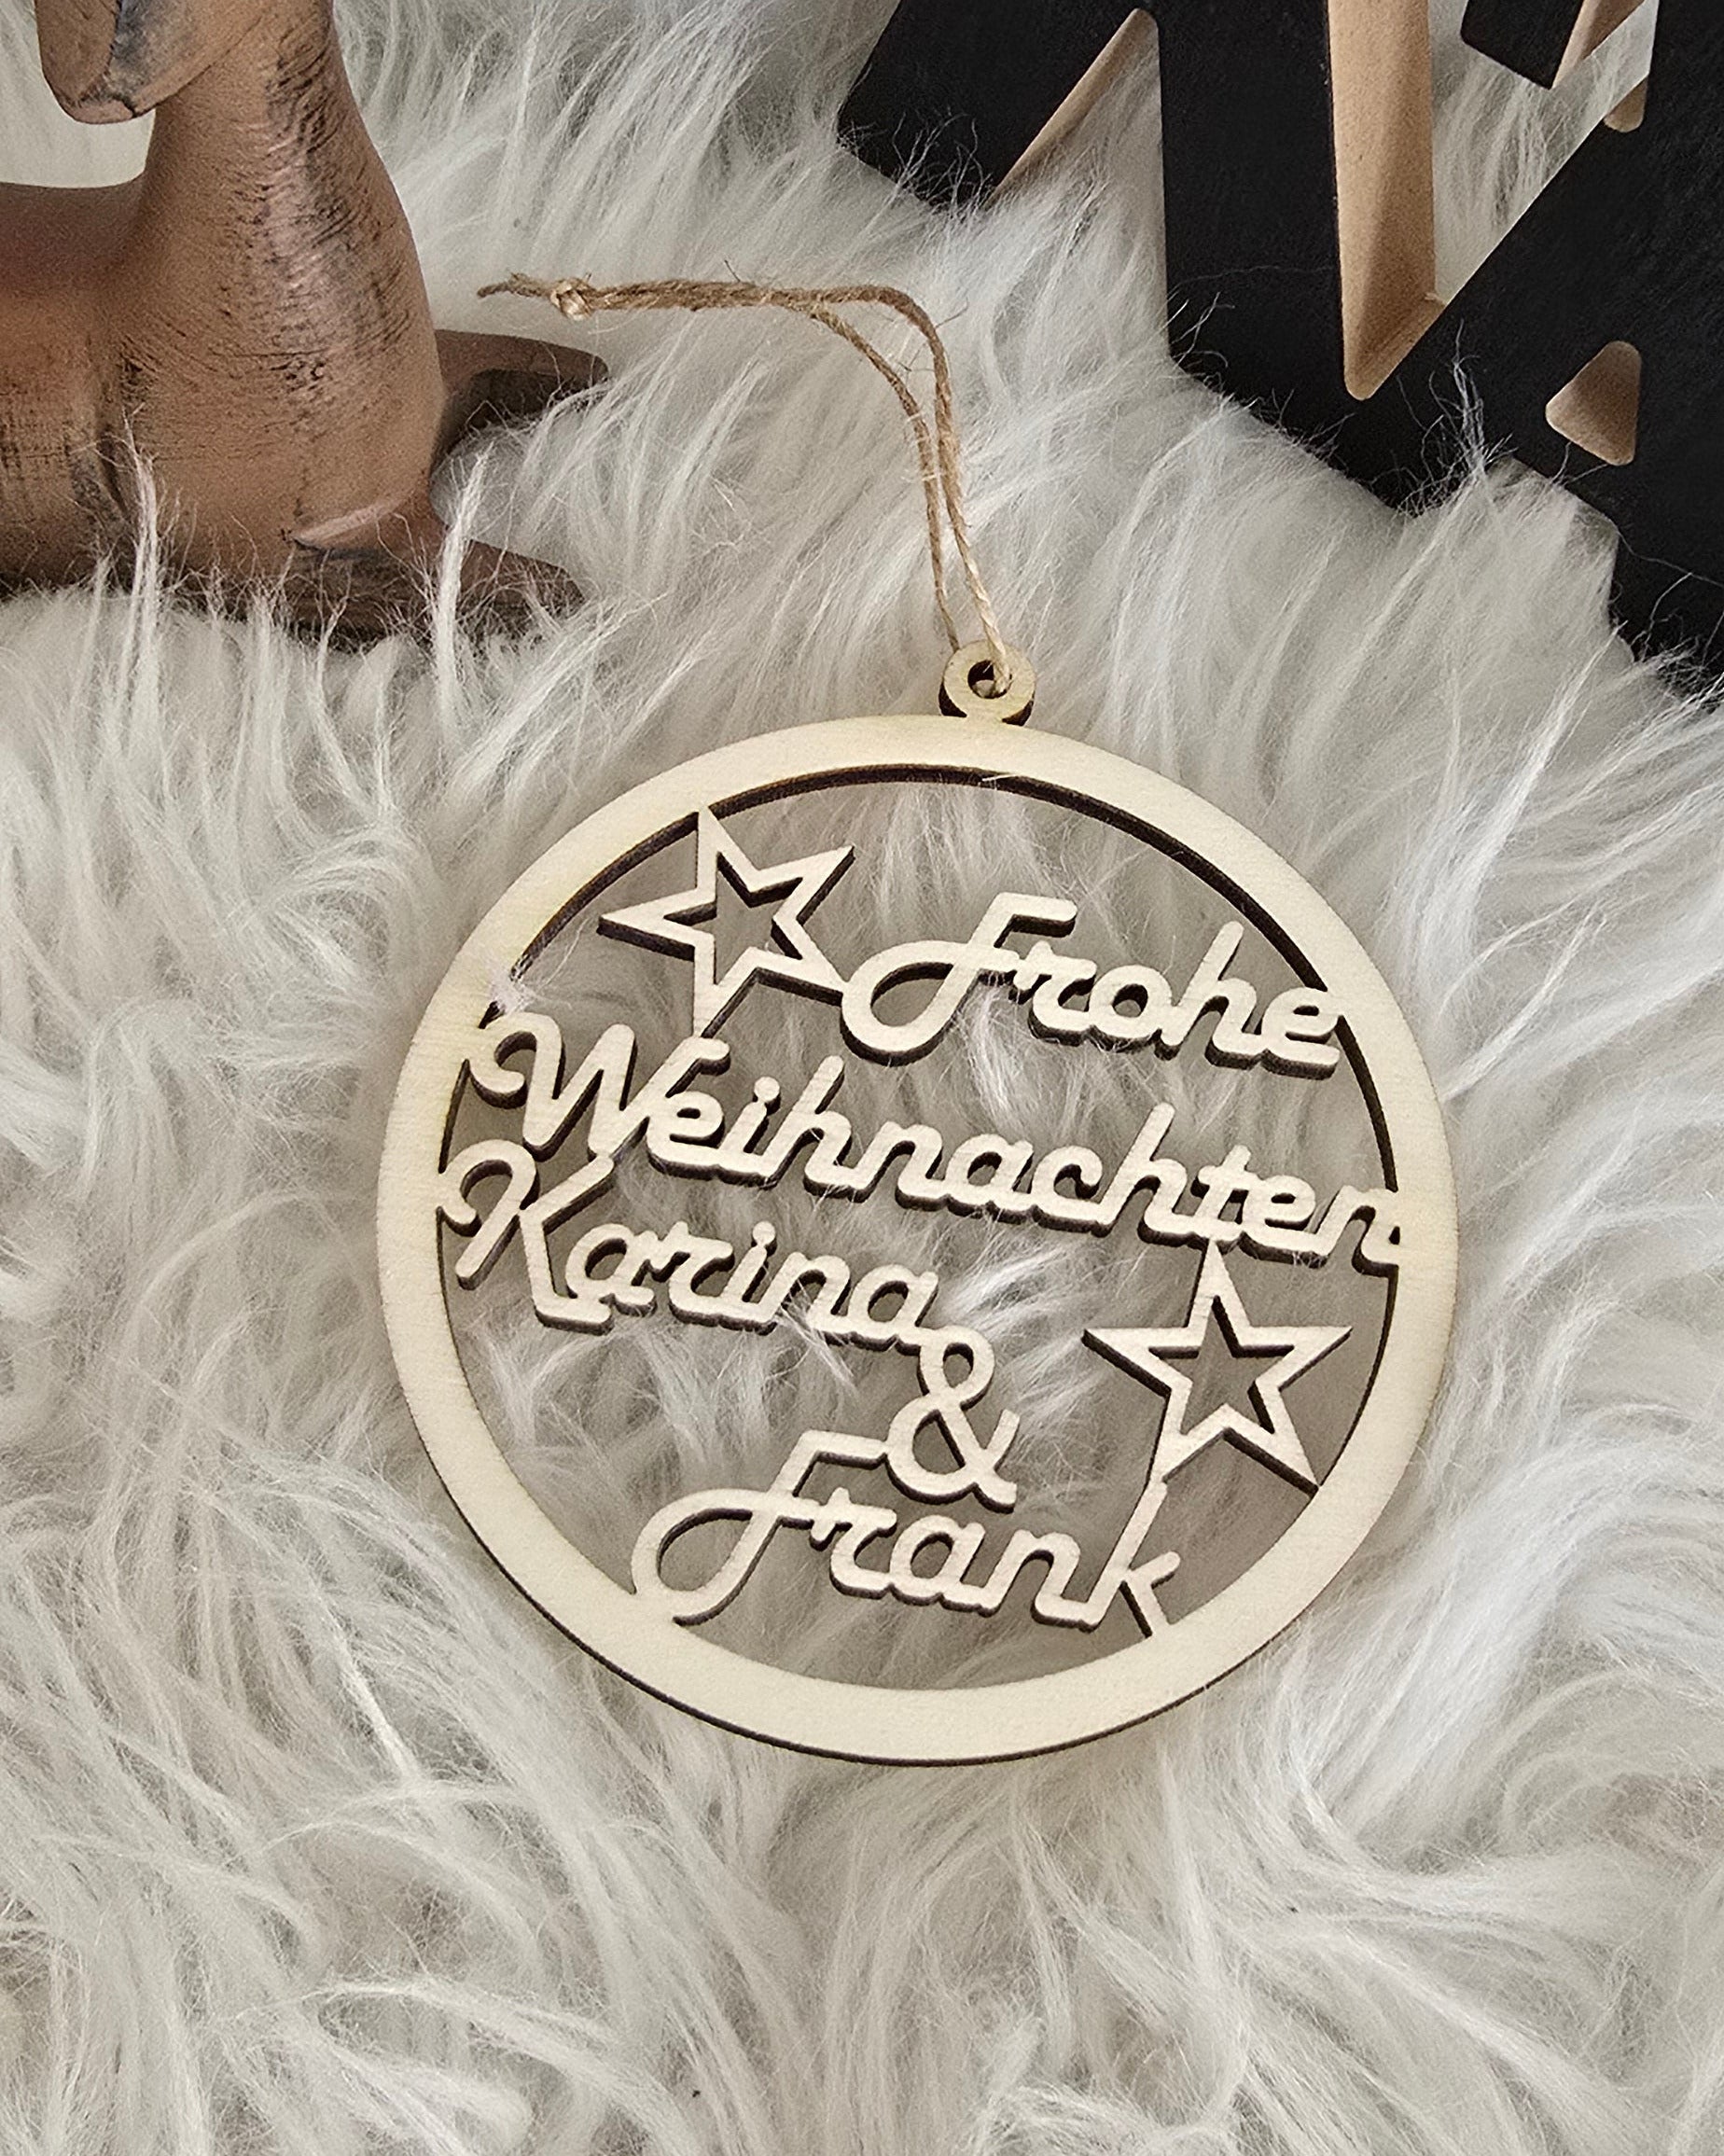 Frohe
Weihnachten
Karina
&
Frank